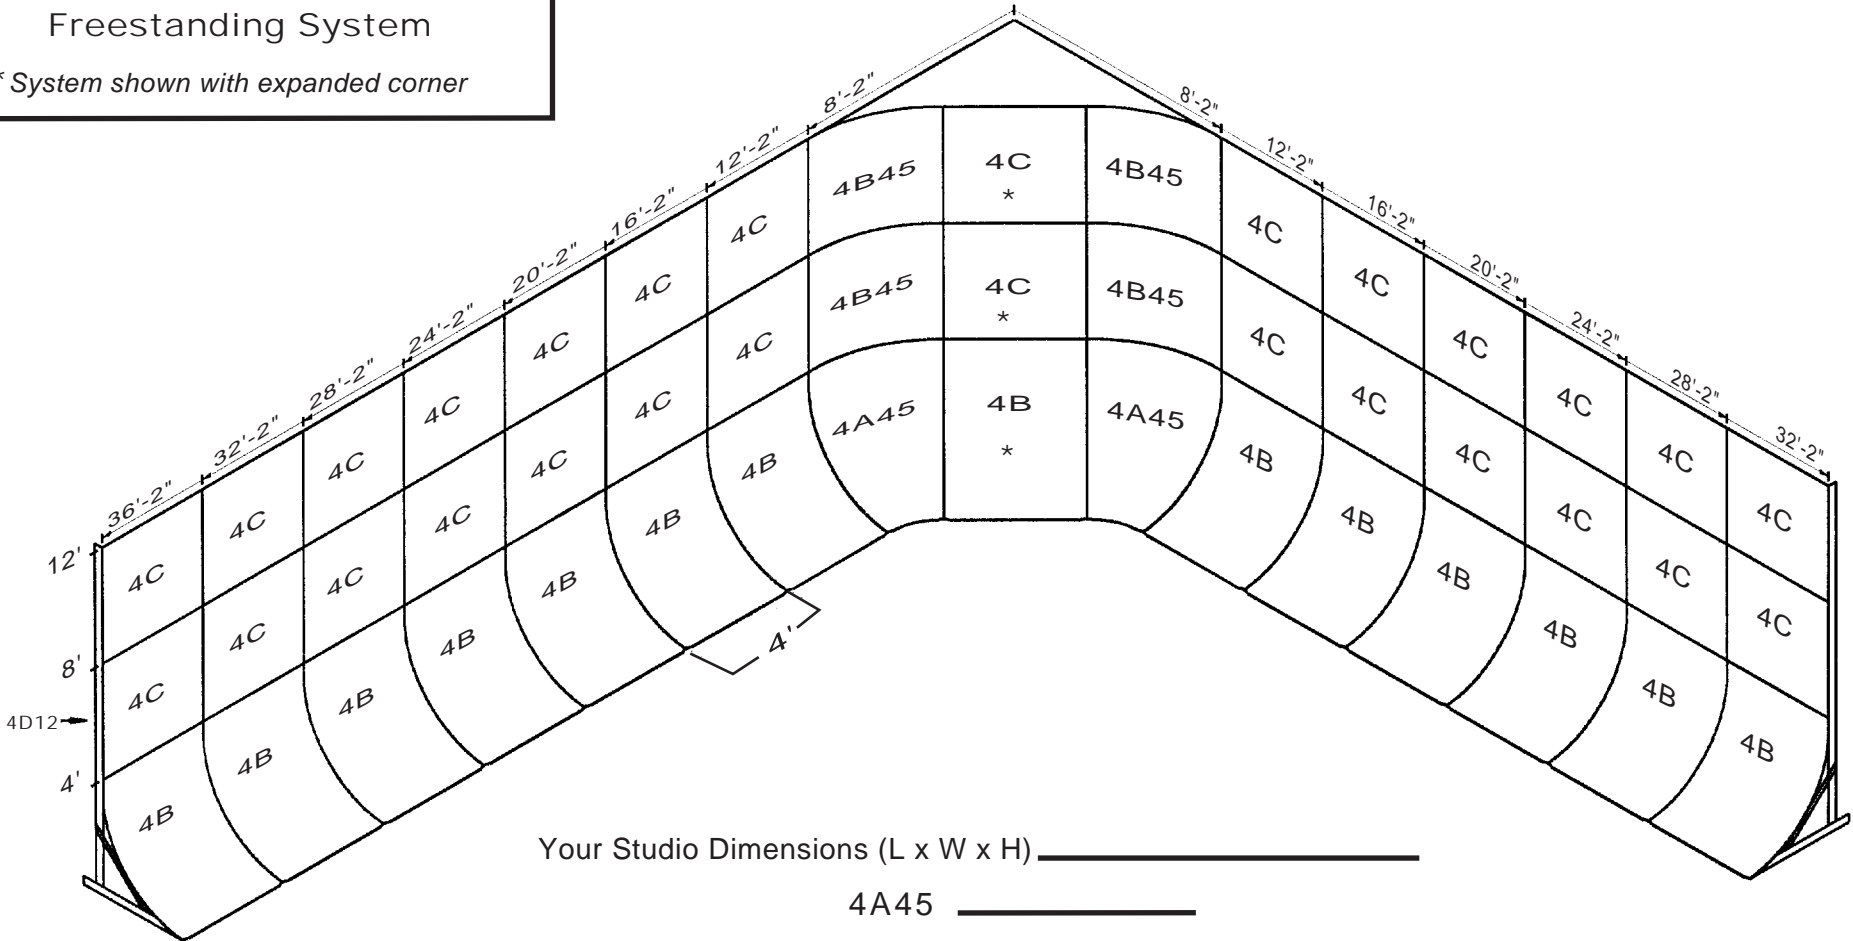 Freestanding System
* System shown with expanded corner
36'-2"
32'-2"
28'-2"
24'-2"
20'-2"
16'-2"
12'-2"
8'-2"
8'-2"
12'-2"
16'-2"
20'-2"
24'-2"
28'-2"
32'-2"
12'
4C
4C
4C
4C
4C
4C
4C
4B45
4C
*
4B45
4C
4C
4C
4C
4C
4C
8'
4C
4C
4C
4C
4C
4C
4C
4B45
4C
*
4B45
4C
4C
4C
4C
4C
4C
4D12
4'
4B
4B
4B
4B
4B
4B
4B
4A45
4B
*
4A45
4B
4B
4B
4B
4B
4B
4'
Your Studio Dimensions (L x W x H)
4A45